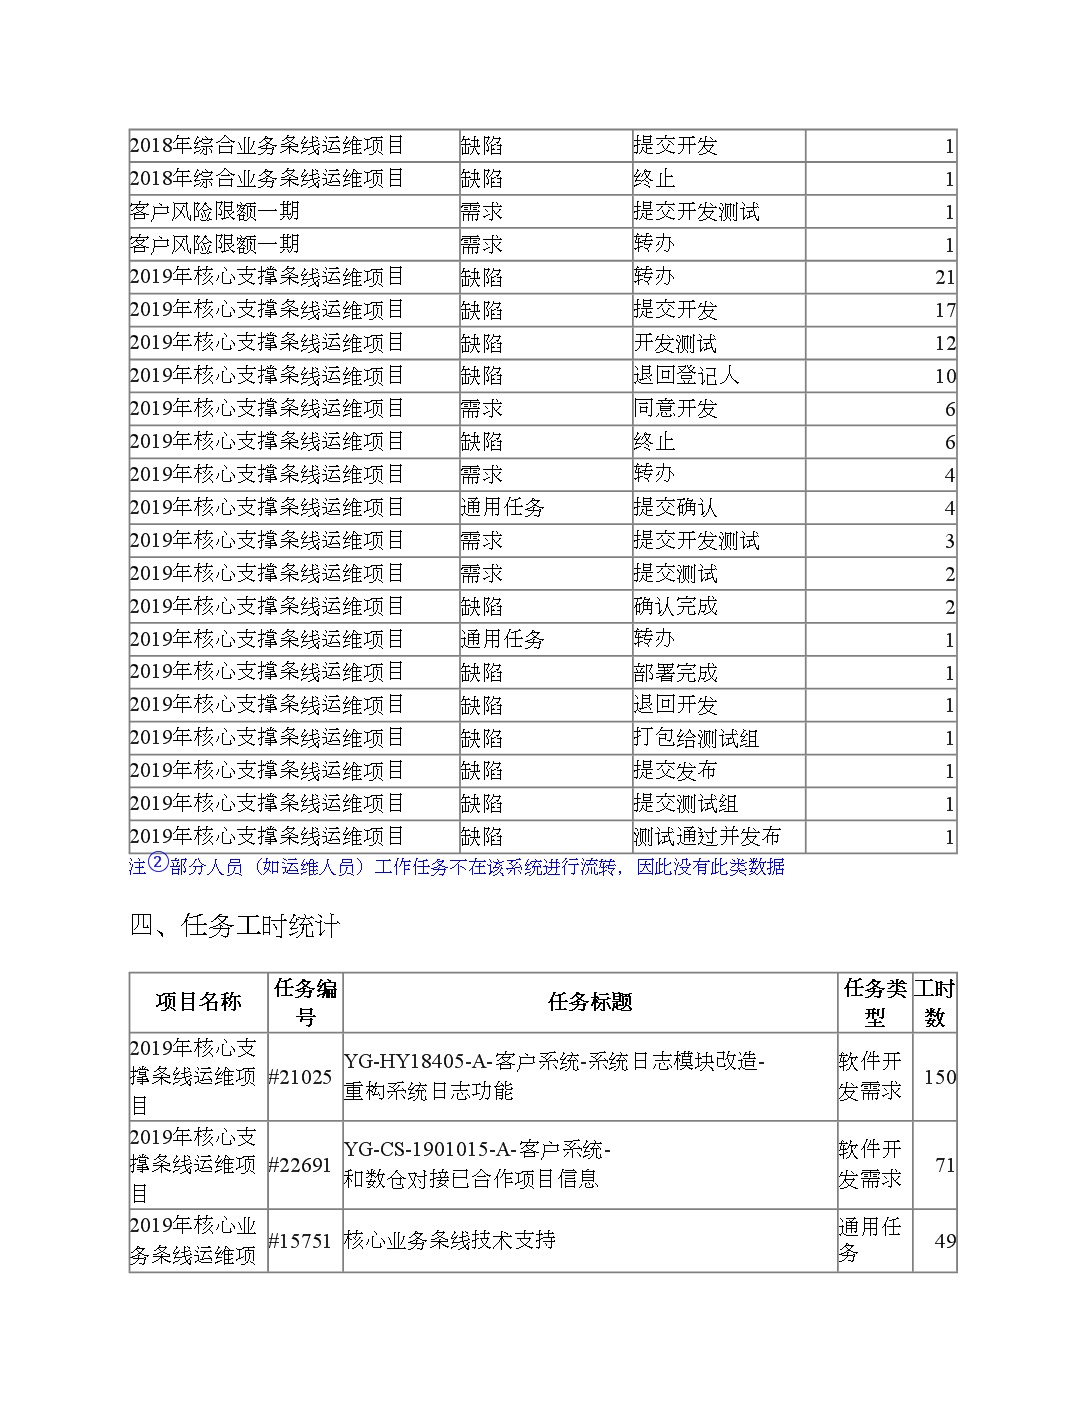 2018年综合业务条线运维项目 缺陷 提交开发 1
2018年综合业务条线运维项目 缺陷 终止 1
客户风险限额一期 需求 提交开发测试 1
客户风险限额一期 需求 转办 1
2019年核心支撑条线运维项目 缺陷 转办 21
2019年核心支撑条线运维项目 缺陷 提交开发 17
2019年核心支撑条线运维项目 缺陷 开发测试 12
2019年核心支撑条线运维项目 缺陷 退回登记人 10
2019年核心支撑条线运维项目 需求 同意开发 6
2019年核心支撑条线运维项目 缺陷 终止 6
2019年核心支撑条线运维项目 需求 转办 4
2019年核心支撑条线运维项目 通用任务 提交确认 4
2019年核心支撑条线运维项目 需求 提交开发测试 3
2019年核心支撑条线运维项目 需求 提交测试 2
2019年核心支撑条线运维项目 缺陷 确认完成 2
2019年核心支撑条线运维项目 通用任务 转办 1
2019年核心支撑条线运维项目 缺陷 部署完成 1
2019年核心支撑条线运维项目 缺陷 退回开发 1
2019年核心支撑条线运维项目 缺陷 打包给测试组 1
2019年核心支撑条线运维项目 缺陷 提交发布 1
2019年核心支撑条线运维项目 缺陷 提交测试组 1
2019年核心支撑条线运维项目 缺陷 测试通过并发布 1
注②部分人员（如运维人员）工作任务不在该系统进行流转，因此没有此类数据
四、任务工时统计
项目名称 任务编 任务标题 任务类 工时
号 型 数
2019年核心支
撑条线运维项
目
#21025
YG-HY18405-A-客户系统-系统日志模块改造-
重构系统日志功能
软件开
发需求
150
2019年核心支
撑条线运维项
目
#22691
YG-CS-1901015-A-客户系统-
和数仓对接已合作项目信息
软件开
发需求
71
2019年核心业
务条线运维项
#15751
核心业务条线技术支持
通用任
务
49